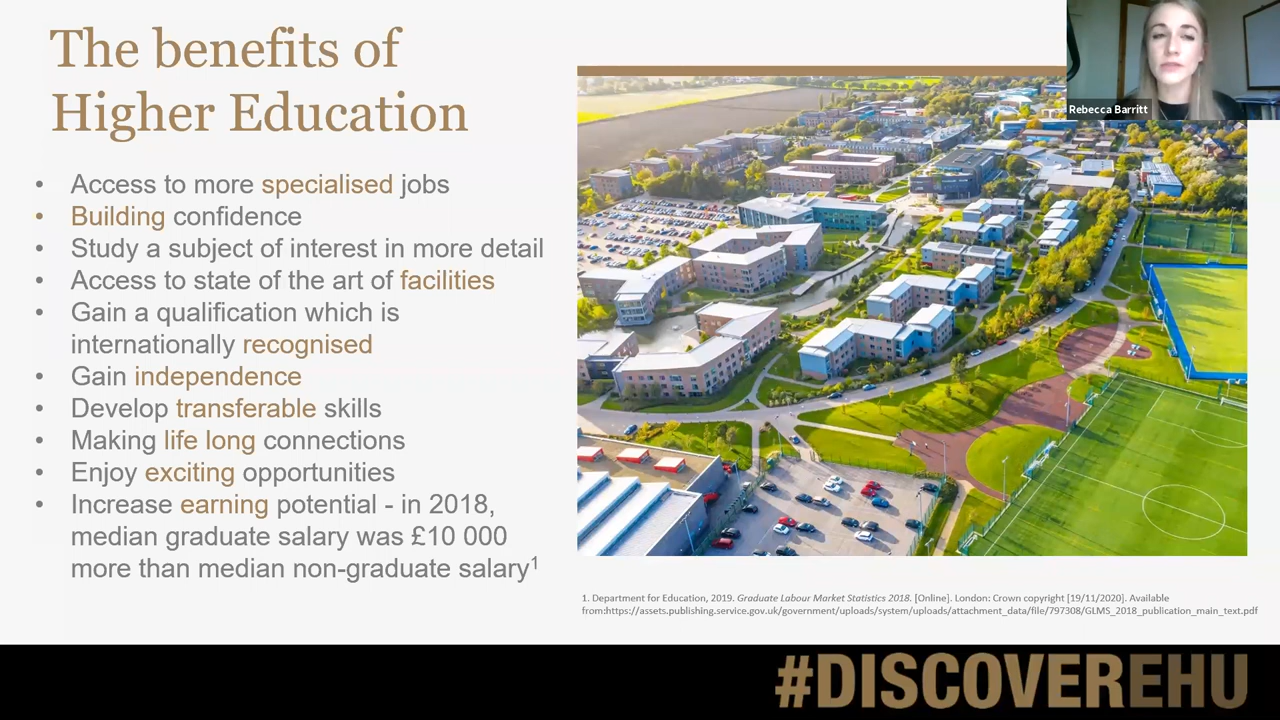 The benefits of
Higher Education
Rebecca Barritt
• Access to more specialised jobs
• Building confidence
• Study a subject of interest in more detail
• Access to state of the art of facilities
• Gain a qualification which is
internationally recognised
• Gain independence
• Develop transferable skills
• Making life long connections
• Enjoy exciting opportunities
• Increase earning potential - in 2018,
median graduate salary was £10 000
more than median non-graduate salary¹
1. Department for Education, 2019. Graduate Labour Market Statistics 2018. [Online]. London: Crown copyright [19/11/2020]. Available
from:https://assets.publishing.service.gov.uk/government/uploads/system/uploads/attachment_data/file/797308/GLMS_2018_publication_main_text.pdf
#DISCOVEREHU